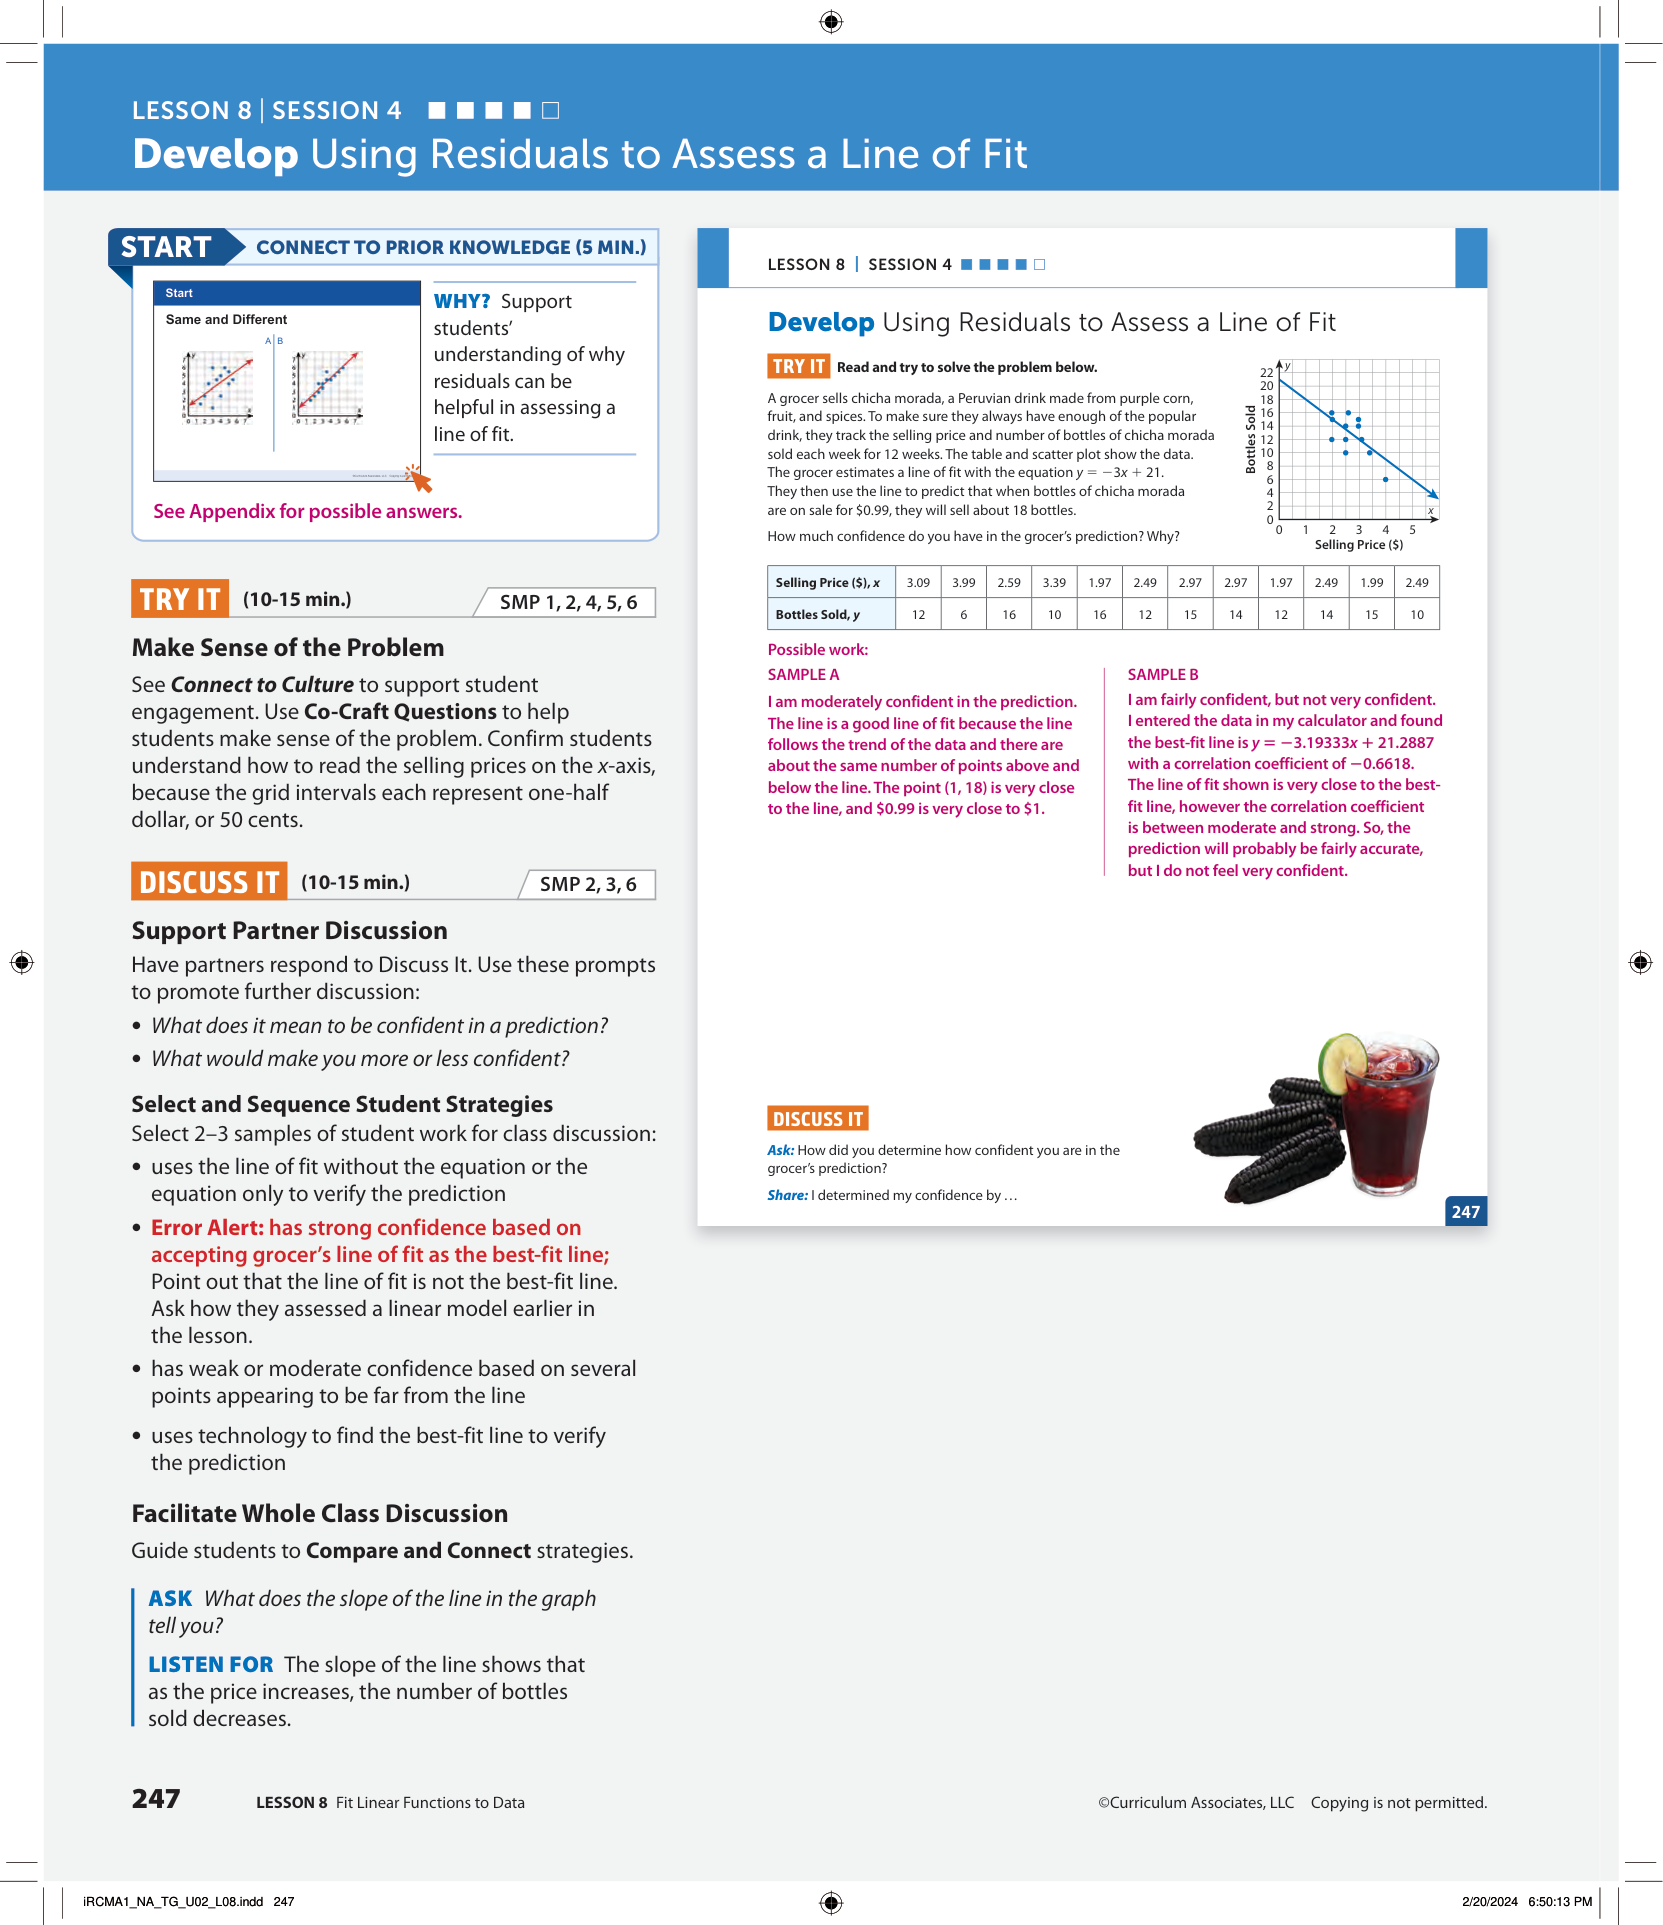 LESSON 8 | SESSION 4
Develop Using Residuals to Assess a Line of Fit
START
CONNECT TO PRIOR KNOWLEDGE (5 MIN.)
Start
Same and Different
A B
WHY? Support
students'
understanding of why
residuals can be
helpful in assessing a
line of fit.
See Appendix for possible answers.
TRY IT (10-15 min.)
SMP 1, 2, 4, 5, 6
Make Sense of the Problem
See Connect to Culture to support student
engagement. Use Co-Craft Questions to help
students make sense of the problem. Confirm students
understand how to read the selling prices on the x-axis,
because the grid intervals each represent one-half
dollar, or 50 cents.
DISCUSS IT (10-15 min.)
SMP 2, 3, 6
Support Partner Discussion
Have partners respond to Discuss It. Use these prompts
to promote further discussion:
• What does it mean to be confident in a prediction?
• What would make you more or less confident?
Select and Sequence Student Strategies
Select 2–3 samples of student work for class discussion:
• uses the line of fit without the equation or the
equation only to verify the prediction
• Error Alert: has strong confidence based on
accepting grocer's line of fit as the best-fit line;
Point out that the line of fit is not the best-fit line.
Ask how they assessed a linear model earlier in
the lesson.
• has weak or moderate confidence based on several
points appearing to be far from the line
• uses technology to find the best-fit line to verify
the prediction
Facilitate Whole Class Discussion
Guide students to Compare and Connect strategies.
ASK What does the slope of the line in the graph
tell you?
LISTEN FOR The slope of the line shows that
as the price increases, the number of bottles
sold decreases.
LESSON 8 | SESSION 4
Develop Using Residuals to Assess a Line of Fit
TRY IT Read and try to solve the problem below.
A grocer sells chicha morada, a Peruvian drink made from purple corn,
fruit, and spices. To make sure they always have enough of the popular
drink, they track the selling price and number of bottles of chicha morada
sold each week for 12 weeks. The table and scatter plot show the data.
The grocer estimates a line of fit with the equation y = −3x + 21.
They then use the line to predict that when bottles of chicha morada
are on sale for $0.99, they will sell about 18 bottles.
How much confidence do you have in the grocer's prediction? Why?
y
22
20
18
16
14
12
10
8
6
4
2
0
Bottles Sold
x
0 1 2 3 4 5
Selling Price ($)
Selling Price ($), x 3.09 3.99 2.59 3.39 1.97 2.49 2.97 2.97 1.97 2.49 1.99 2.49
Bottles Sold, y 12 6 16 10 16 12 15 14 12 14 15 10
Possible work:
SAMPLE A
I am moderately confident in the prediction.
The line is a good line of fit because the line
follows the trend of the data and there are
about the same number of points above and
below the line. The point (1, 18) is very close
to the line, and $0.99 is very close to $1.
SAMPLE B
I am fairly confident, but not very confident.
I entered the data in my calculator and found
the best-fit line is y = −3.19333x + 21.2887
with a correlation coefficient of −0.6618.
The line of fit shown is very close to the best-
fit line, however the correlation coefficient
is between moderate and strong. So, the
prediction will probably be fairly accurate,
but I do not feel very confident.
DISCUSS IT
Ask: How did you determine how confident you are in the
grocer's prediction?
Share: I determined my confidence by …
247
247
LESSON 8 Fit Linear Functions to Data
©Curriculum Associates, LLC Copying is not permitted.
iRCMA1_NA_TG_U02_L08.indd 247
2/20/2024 6:50:13 PM